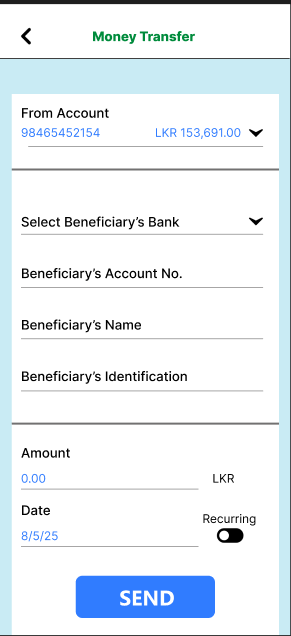 Money Transfer
From Account
98465452154 LKR 153,691.00
Select Beneficiary's Bank
Beneficiary's Account No.
Beneficiary's Name
Beneficiary's Identification
Amount
0.00 LKR
Date
Recurring
8/5/25
SEND